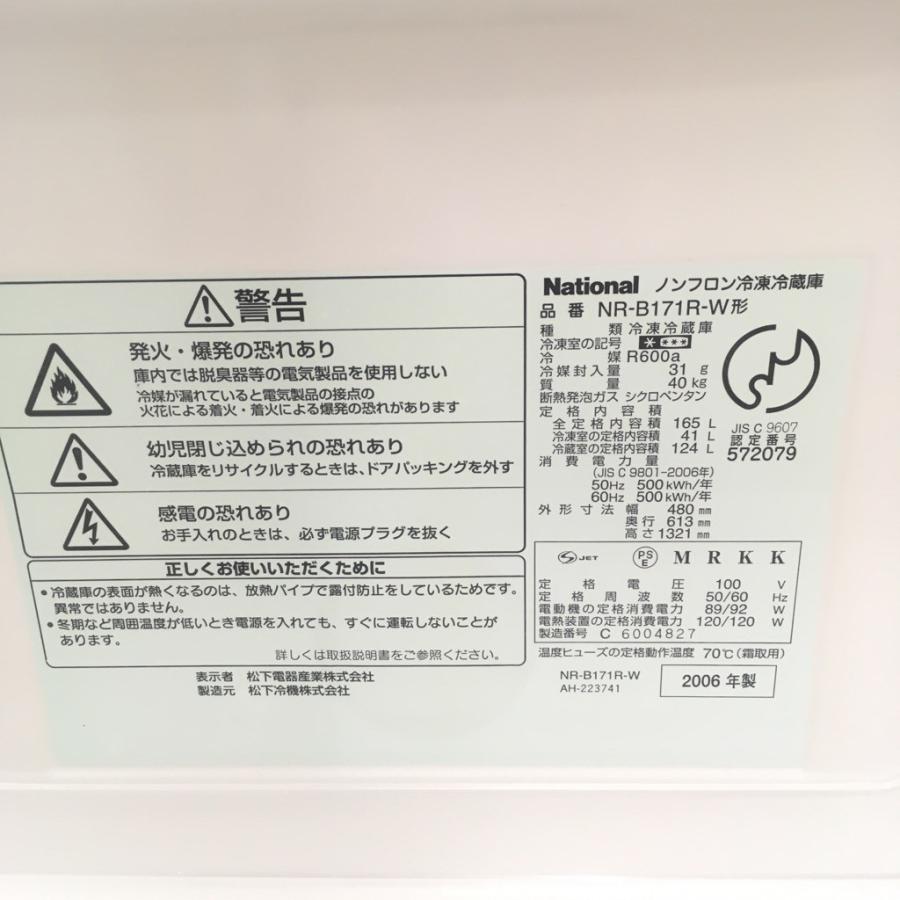 警告
発火・爆発の恐れあり
庫内では脱臭器等の電気製品を使用しない
冷媒が漏れていると電気製品の接点の
火花による着火・着火による爆発の恐れがあります
幼児閉じ込められの恐れあり
冷蔵庫をリサイクルするときは、ドアパッキングを外す
感電の恐れあり
お手入れのときは、必ず電源プラグを抜く
正しくお使いいただくために
・冷蔵庫の表面が熱くなるのは、放熱パイプで露付防止をしているためです。
異常ではありません。
・冬期など周囲温度が低いとき電源を入れても、すぐに運転しないことが
あります。
詳しくは取扱説明書をご参照ください。
表示者 松下電器産業株式会社
製造元 松下冷機株式会社
National ノンフロン冷凍冷蔵庫
品番 NR-B171R-W形
種類 冷凍冷蔵庫
冷凍室の記号
冷媒 R600a
冷媒封入量 31 g
質量 40 kg
断熱発泡ガス シクロペンタン
定格内容積
全定格内容積 165 L
冷凍室の定格内容積 41 L
冷蔵室の定格内容積 124 L
消費電力量
(JIS C 9801-2006年)
50Hz 500 kWh/年
60Hz 500 kWh/年
外形寸法 幅 480 mm
奥行 613 mm
高さ 1321 mm
JIS C 9607
認定番号
572079
S JET PSE MRKK
定格電圧 100 V
定格周波数 50/60 Hz
電動機の定格消費電力 89/92 W
電熱装置の定格消費電力 120/120 W
製造番号 C 6004827
温度ヒューズの定格動作温度 70℃(霜取用)
NR-B171R-W
AH-223741
2006 年製